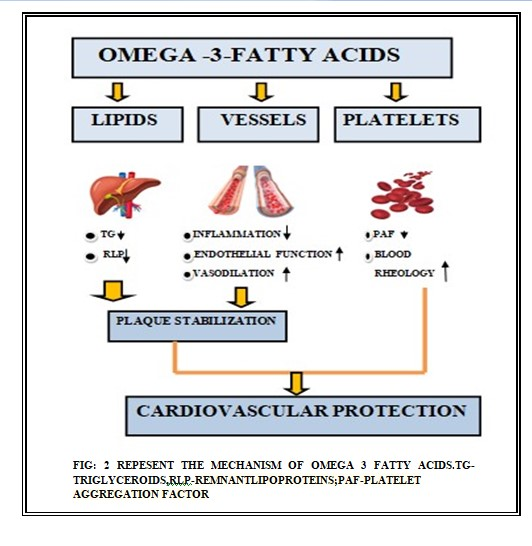 OMEGA -3-FATTY ACIDS
LIPIDS
VESSELS
PLATELETS
TG
RLP
INFLAMMATION
ENDOTHELIAL FUNCTION
VASODILATION
PAF
BLOOD
RHEOLOGY
PLAQUE STABILIZATION
CARDIOVASCULAR PROTECTION
FIG: 2 REPESENT THE MECHANISM OF OMEGA 3 FATTY ACIDS.TG-
TRIGLYCEROIDS,RLP-REMNANTLIPOPROTEINS;PAF-PLATELET
AGGREGATION FACTOR